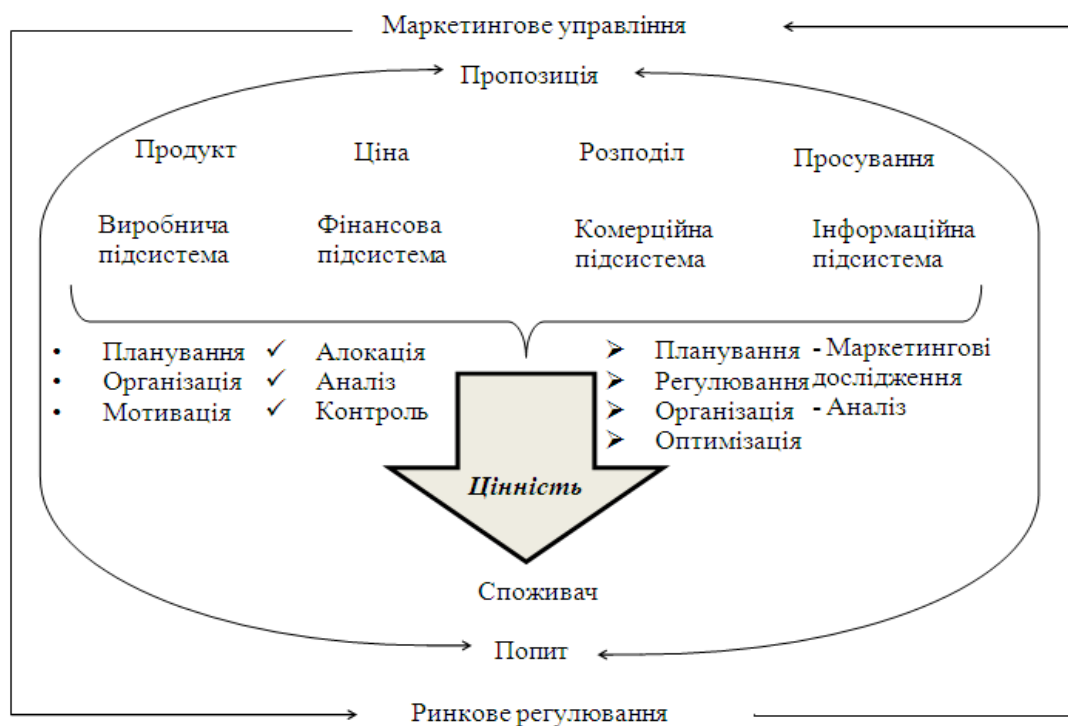 Маркетингове управління
Пропозиція
Продукт
Ціна
Розподіл
Просування
Виробнича
підсистема
Фінансова
підсистема
Комерційна
підсистема
Інформаційна
підсистема
• Планування
• Організація
• Мотивація
✓ Алокація
✓ Аналіз
✓ Контроль
➢ Планування
➢ Регулювання
➢ Організація
➢ Оптимізація
- Маркетингові
дослідження
- Аналіз
Цінність
Споживач
Попит
Ринкове регулювання